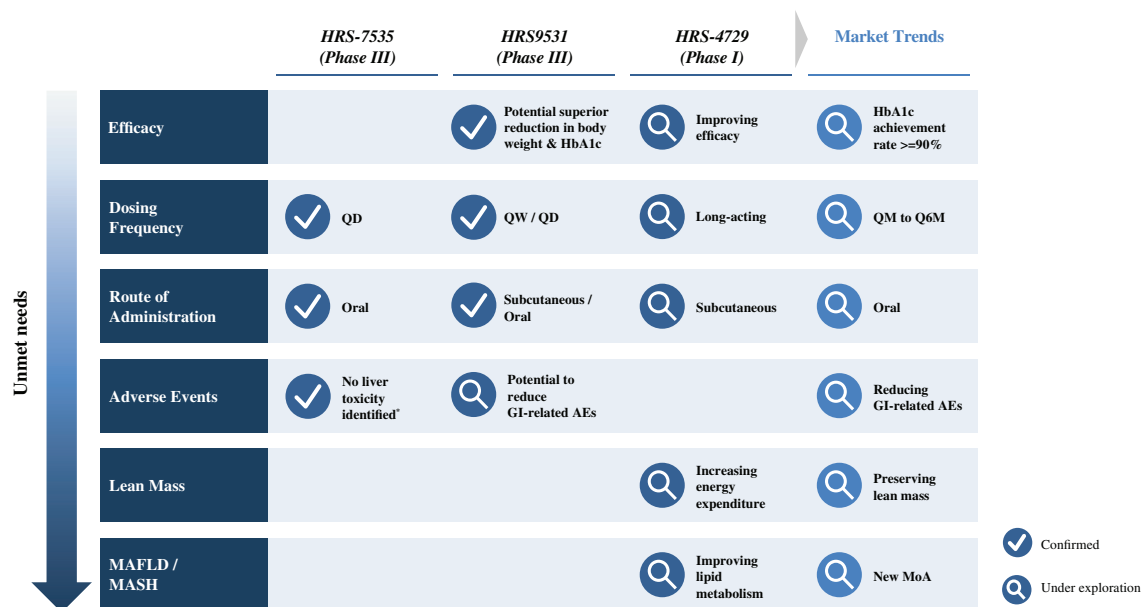 HRS-7535
(Phase III)
HRS9531
(Phase III)
HRS-4729
(Phase I)
Market Trends
Unmet needs
Efficacy
Potential superior
reduction in body
weight & HbA1c
Improving
efficacy
HbA1c
achievement
rate >=90%
Dosing
Frequency
QD
QW / QD
Long-acting
QM to Q6M
Route of
Administration
Oral
Subcutaneous /
Oral
Subcutaneous
Oral
Adverse Events
No liver
toxicity
identified*
Potential to
reduce
GI-related AEs
Reducing
GI-related AEs
Lean Mass
Increasing
energy
expenditure
Preserving
lean mass
MAFLD /
MASH
Improving
lipid
metabolism
New MoA
Confirmed
Under exploration